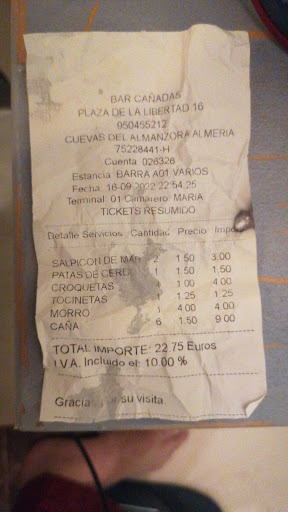 BAR CAÑADAS
PLAZA DE LA LIBERTAD 16
950455212
CUEVAS DEL ALMANZORA ALMERIA
75228441-H
Cuenta 026326
Estancia BARRA A01 VARIOS
Fecha 16-09-2022 22:54:25
Terminal 01 Camarero: MARIA
TICKETS RESUMIDO
Detalle Servicios Cantidad Precio Impor
SALPICON DE MAR 2 1.50 3.00
PATAS DE CERD 1 1.50 1.50
CROQUETAS 1.00 4.00
TOCINETAS 1 1.25 1.25
MORRO 1 4.00 4.00
CAÑA 6 1.50 9.00
TOTAL IMPORTE: 22.75 Euros
I.V.A. Incluido el: 10.00 %
Gracias su visita